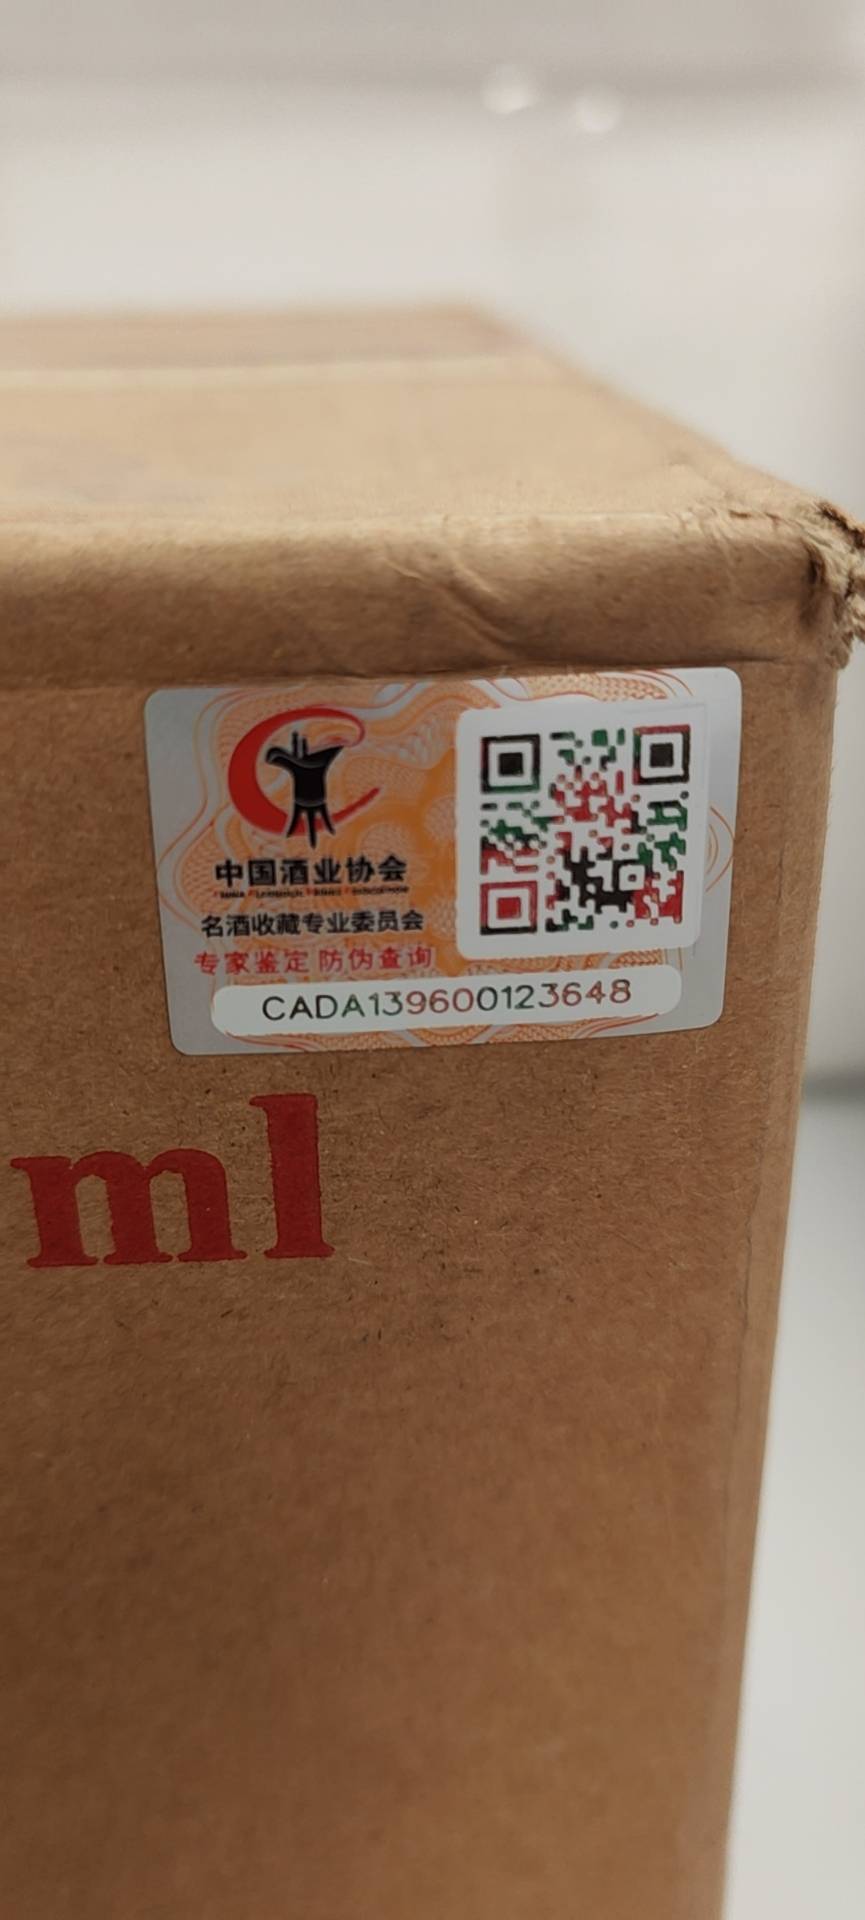 中国酒业协会
名酒收藏专业委员会
专家鉴定 防伪查询
CADA139600123648
ml